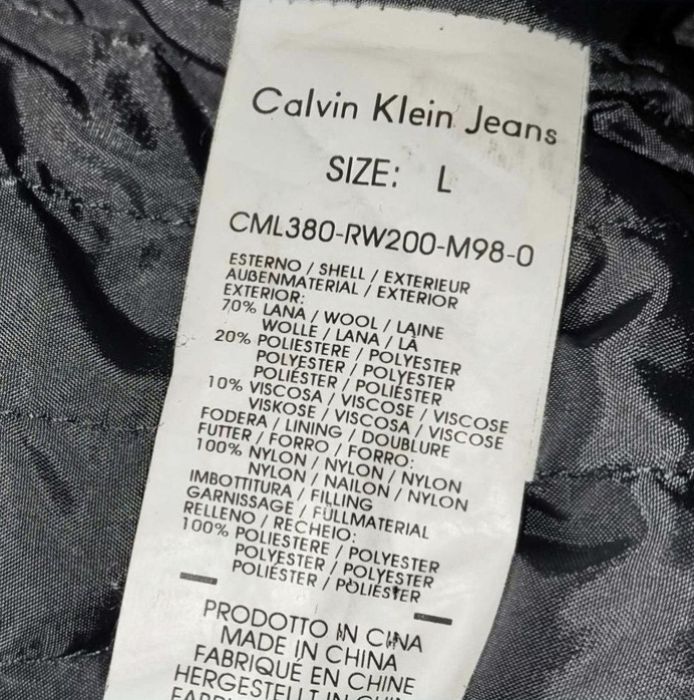 Calvin Klein Jeans
SIZE: L
CML380-RW200-M98-0
ESTERNO / SHELL / EXTERIEUR
AUßENMATERIAL / EXTERIOR
EXTERIOR:
70% LANA / WOOL / LAINE
WOLLE / LANA / LÃ
20% POLIESTERE / POLYESTER
POLYESTER / POLYESTER
POLIÉSTER / POLIÉSTER
10% VISCOSA / VISCOSE / VISCOSE
VISKOSE / VISCOSA / VISCOSE
FODERA / LINING / DOUBLURE
FUTTER / FORRO / FORRO:
100% NYLON / NYLON / NYLON
NYLON / NAILON / NYLON
IMBOTTITURA / FILLING
GARNISSAGE / FÜLLMATERIAL
RELLENO / RECHEIO:
100% POLIESTERE / POLYESTER
POLYESTER / POLYESTER
POLIÉSTER / POLIÉSTER
PRODOTTO IN CINA
MADE IN CHINA
FABRIQUÉ EN CHINE
HERGESTELLT IN